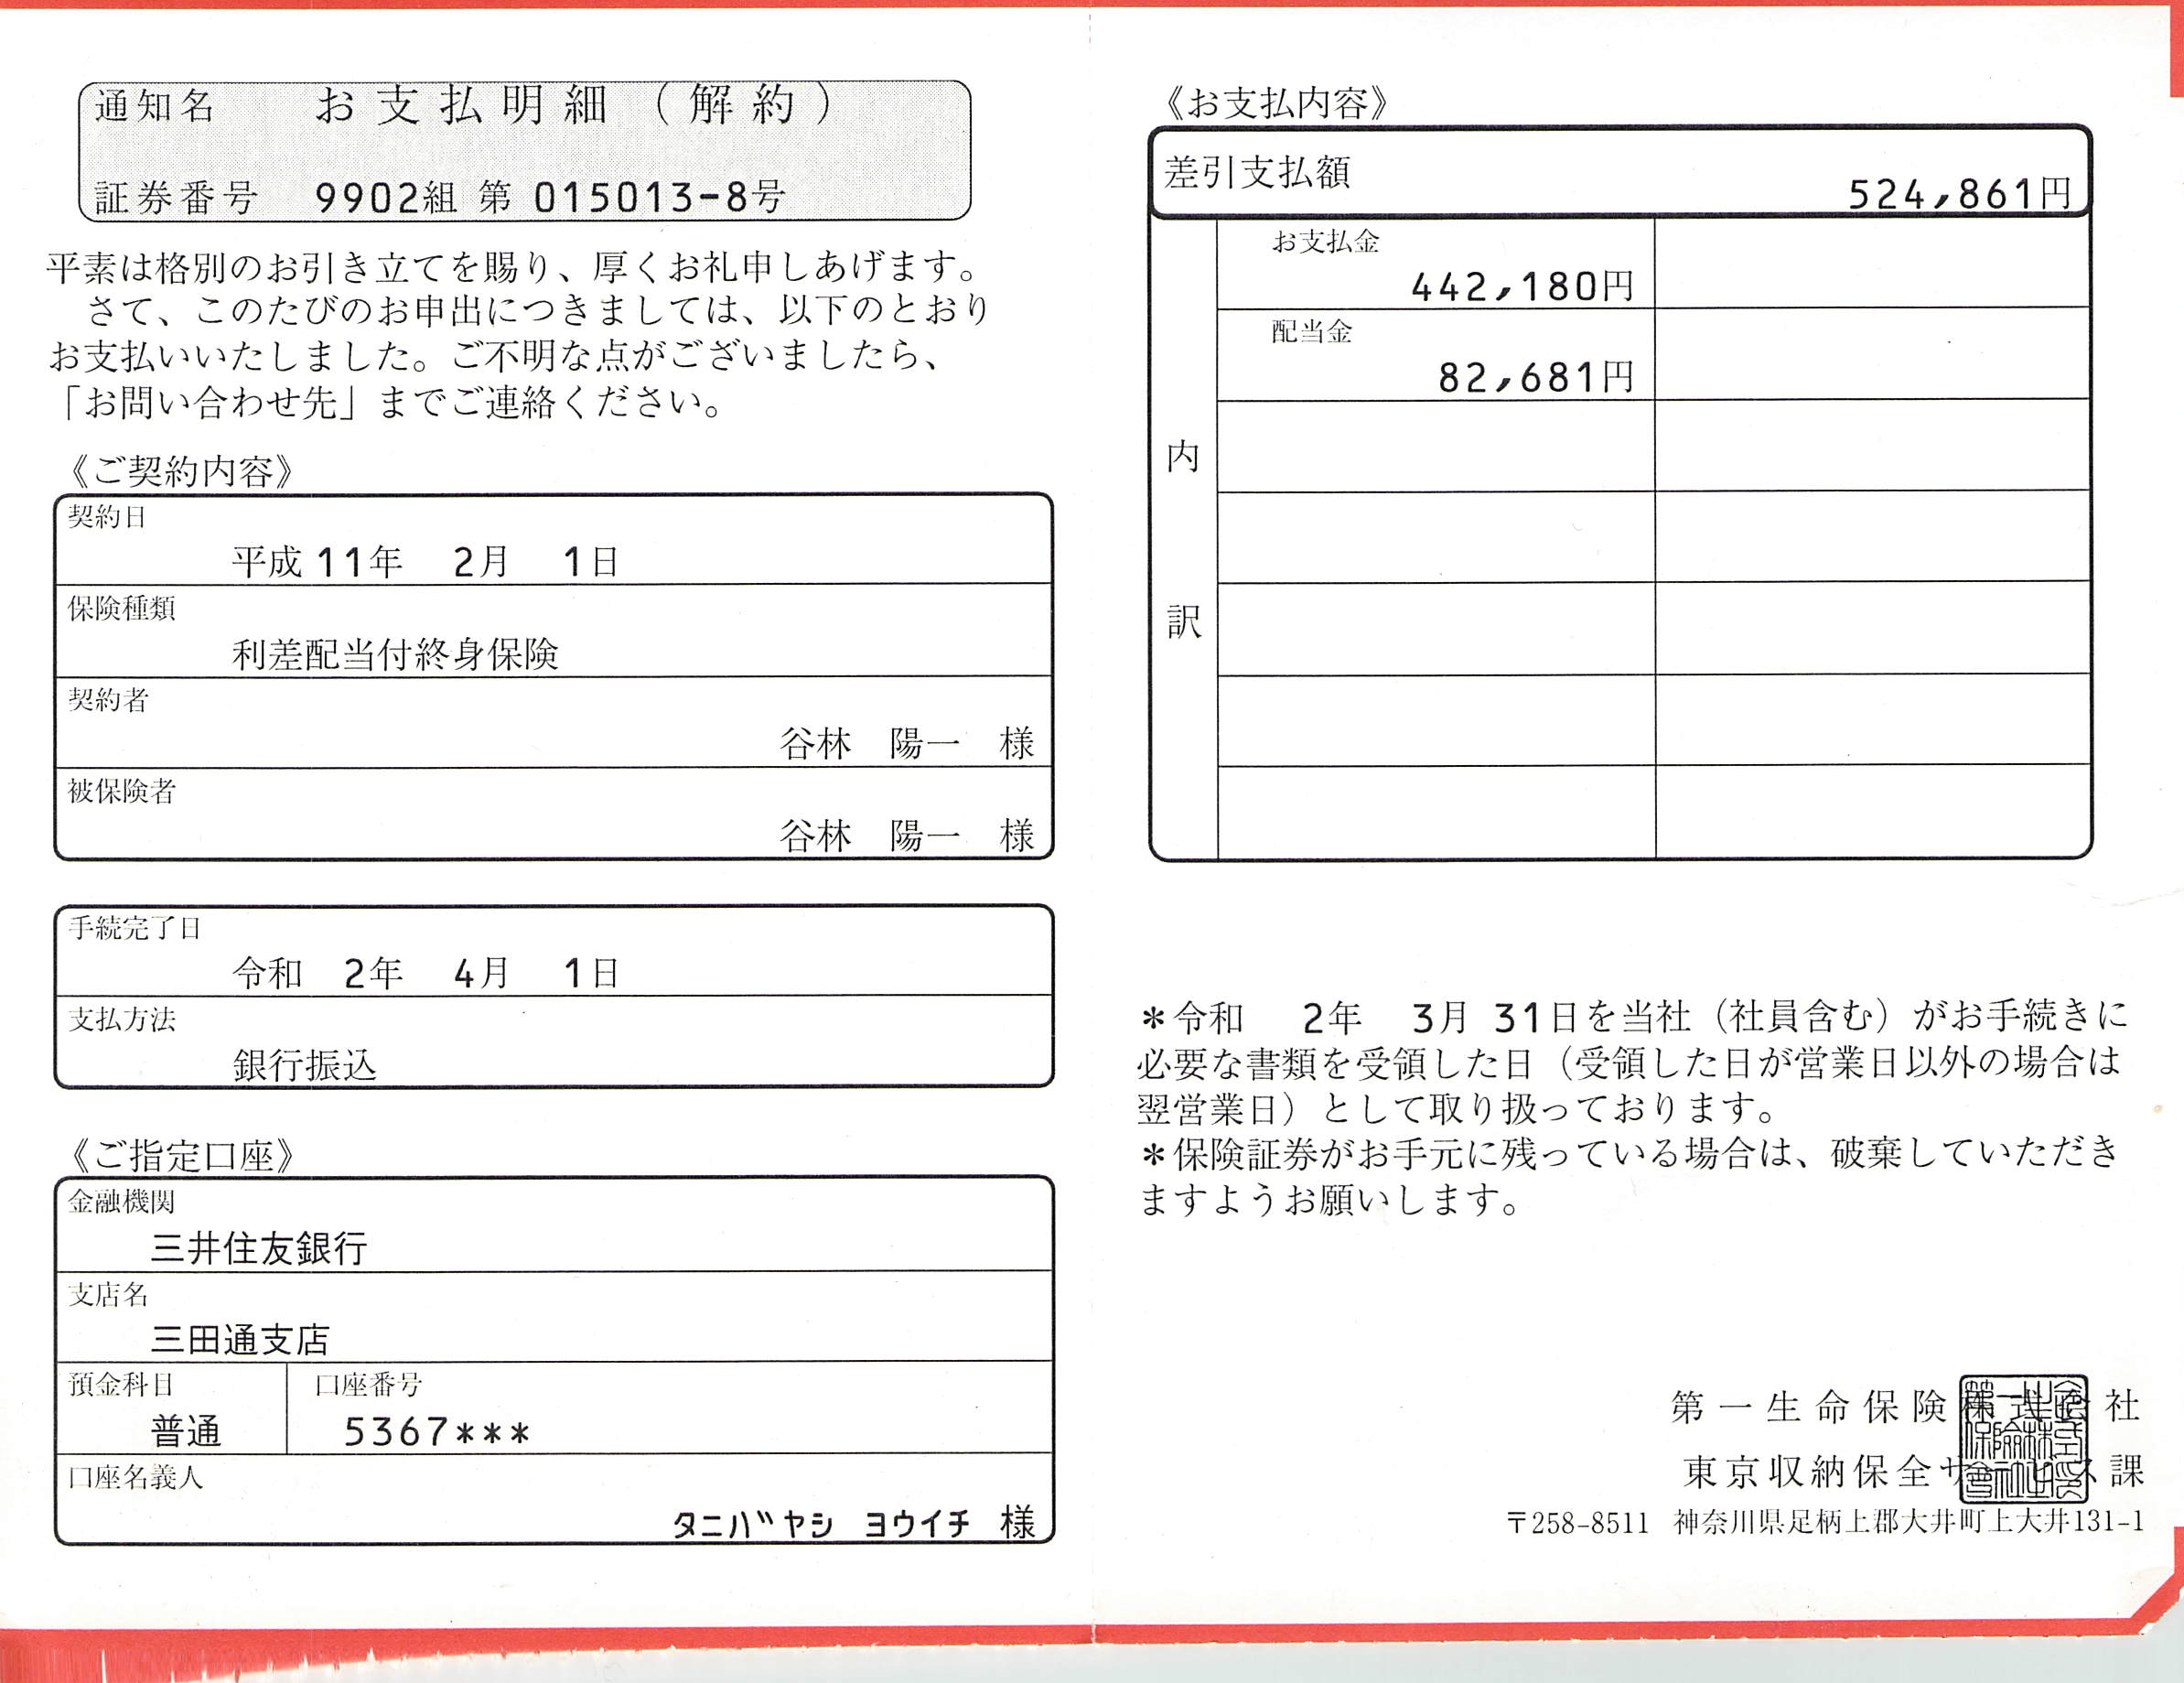 通知名　お支払明細（解約）
証券番号　9902組 第 015013-8号
平素は格別のお引き立てを賜り、厚くお礼申しあげます。
さて、このたびのお申出につきましては、以下のとおり
お支払いいたしました。ご不明な点がございましたら、
「お問い合わせ先」までご連絡ください。
《ご契約内容》
契約日
平成 11年　2月　1日
保険種類
利差配当付終身保険
契約者
谷林　陽一　様
被保険者
谷林　陽一　様
手続完了日
令和　2年　4月　1日
支払方法
銀行振込
《ご指定口座》
金融機関
三井住友銀行
支店名
三田通支店
預金科目　口座番号
普通　5367***
口座名義人
タニバヤシ　ヨウイチ　様
《お支払内容》
差引支払額
524,861円
内訳
お支払金
442,180円
配当金
82,681円
＊令和　2年　3月 31日を当社（社員含む）がお手続きに
必要な書類を受領した日（受領した日が営業日以外の場合は
翌営業日）として取り扱っております。
＊保険証券がお手元に残っている場合は、破棄していただき
ますようお願いします。
第一生命保険株式会社
東京収納保全サービス課
〒258-8511　神奈川県足柄上郡大井町上大井131-1